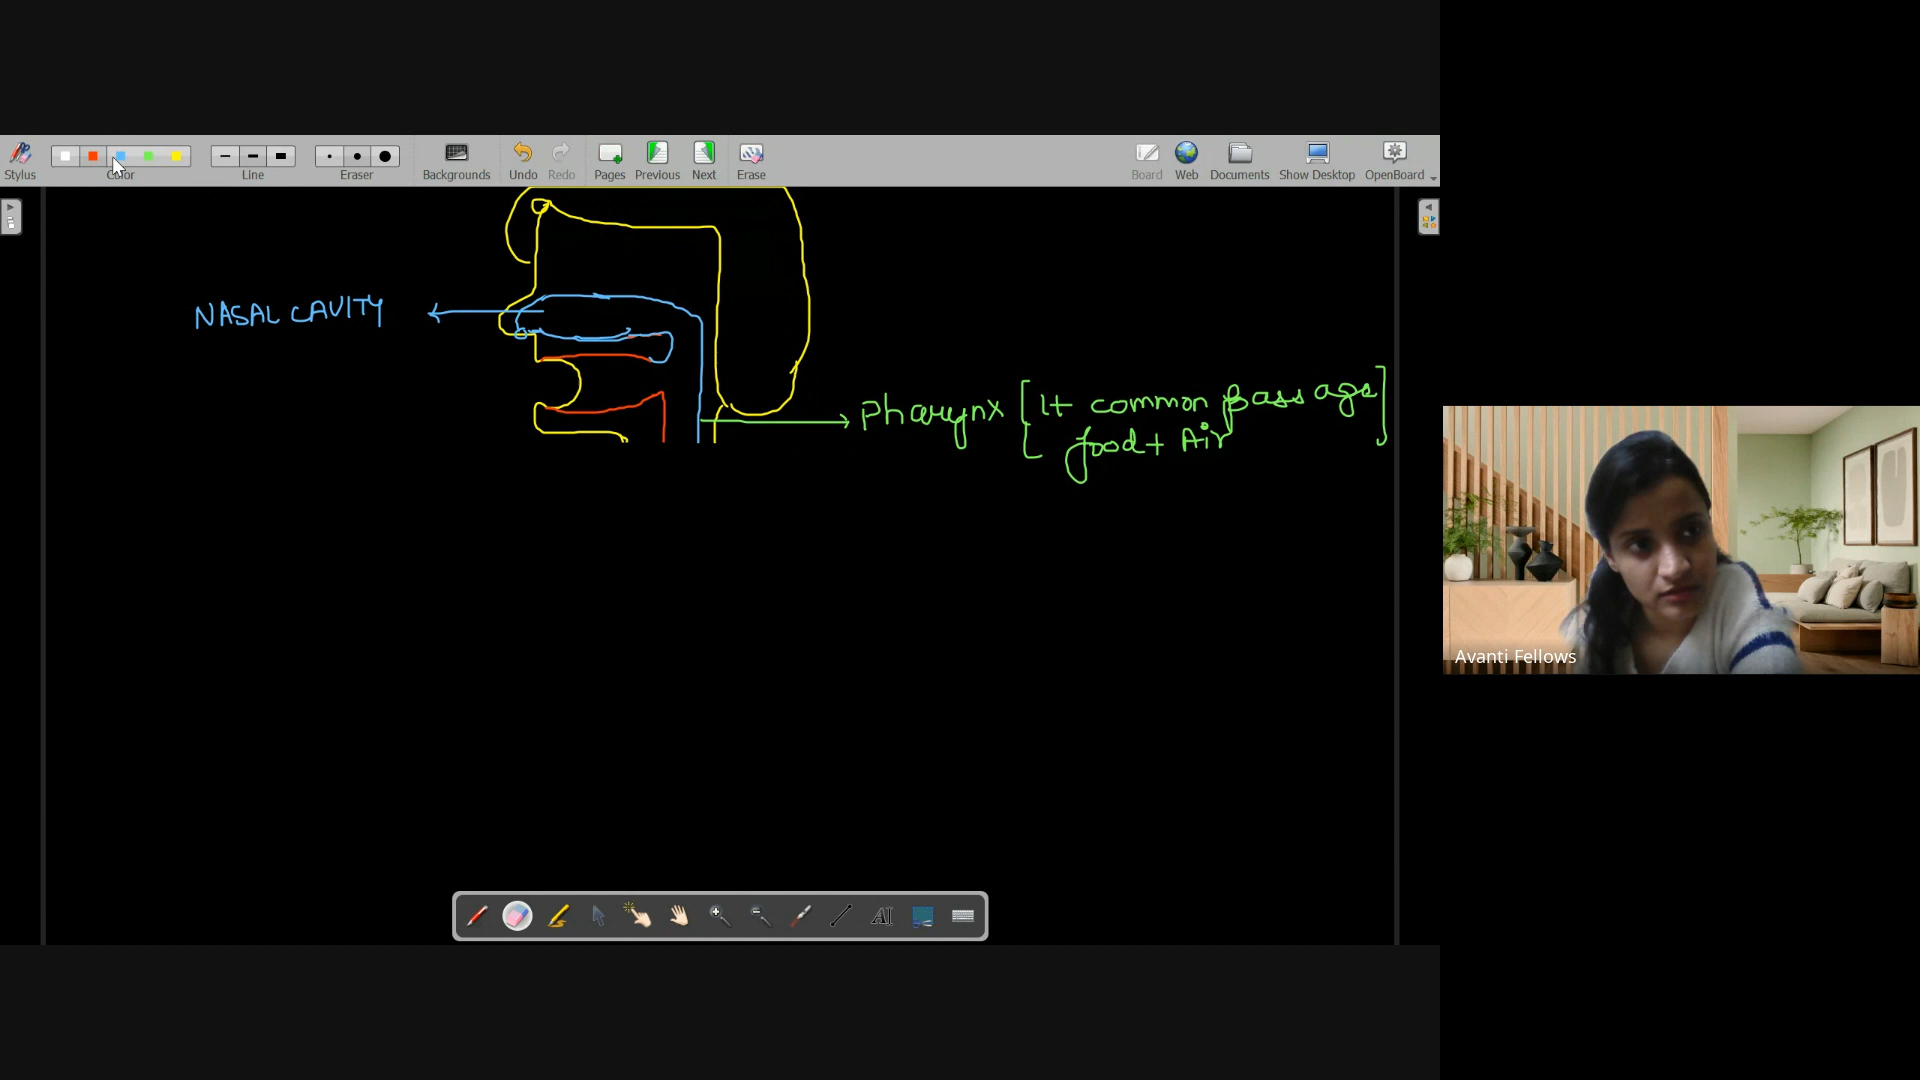 Stylus
Color
Line
Eraser
Backgrounds
Undo
Redo
Pages
Previous
Next
Erase
Board
Web
Documents
Show Desktop
OpenBoard
NASAL CAVITY
Pharynx [It common passage]
food + Air
Avanti Fellows
AI